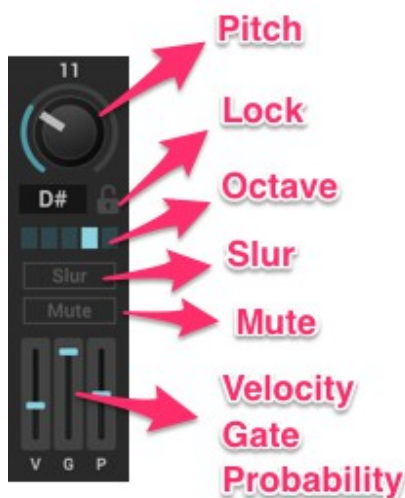 Pitch
11
Lock
D#
Octave
Slur
Slur
Mute
Mute
Velocity
Gate
V G P
Probability